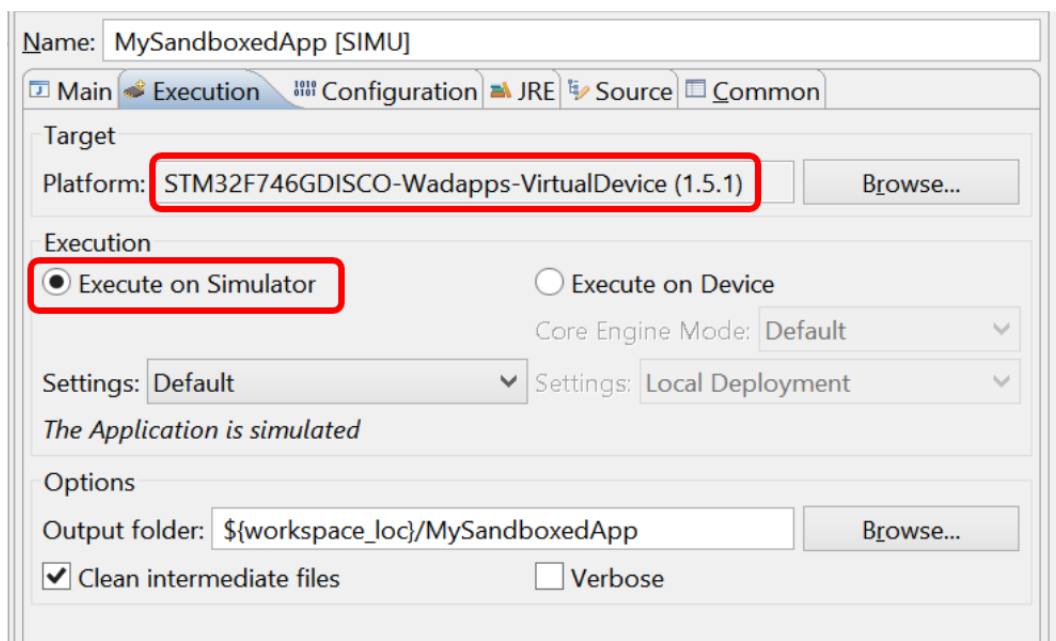 Name: MySandboxedApp [SIMU]
Main Execution Configuration JRE Source Common
Target
Platform: STM32F746GDISCO-Wadapps-VirtualDevice (1.5.1) Browse...
Execution
Execute on Simulator Execute on Device
Core Engine Mode: Default
Settings: Default Settings: Local Deployment
The Application is simulated
Options
Output folder: ${workspace_loc}/MySandboxedApp Browse...
Clean intermediate files Verbose